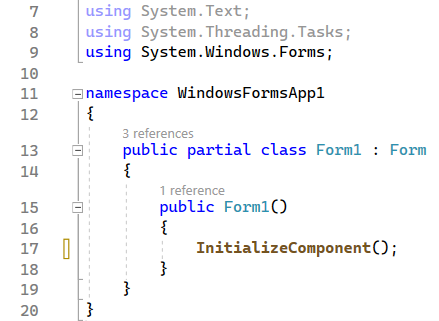 7 using System.Text;
8 using System.Threading.Tasks;
9 using System.Windows.Forms;
10
11 namespace WindowsFormsApp1
12 {
3 references
13 public partial class Form1 : Form
14 {
1 reference
15 public Form1()
16 {
17 InitializeComponent();
18 }
19 }
20 }